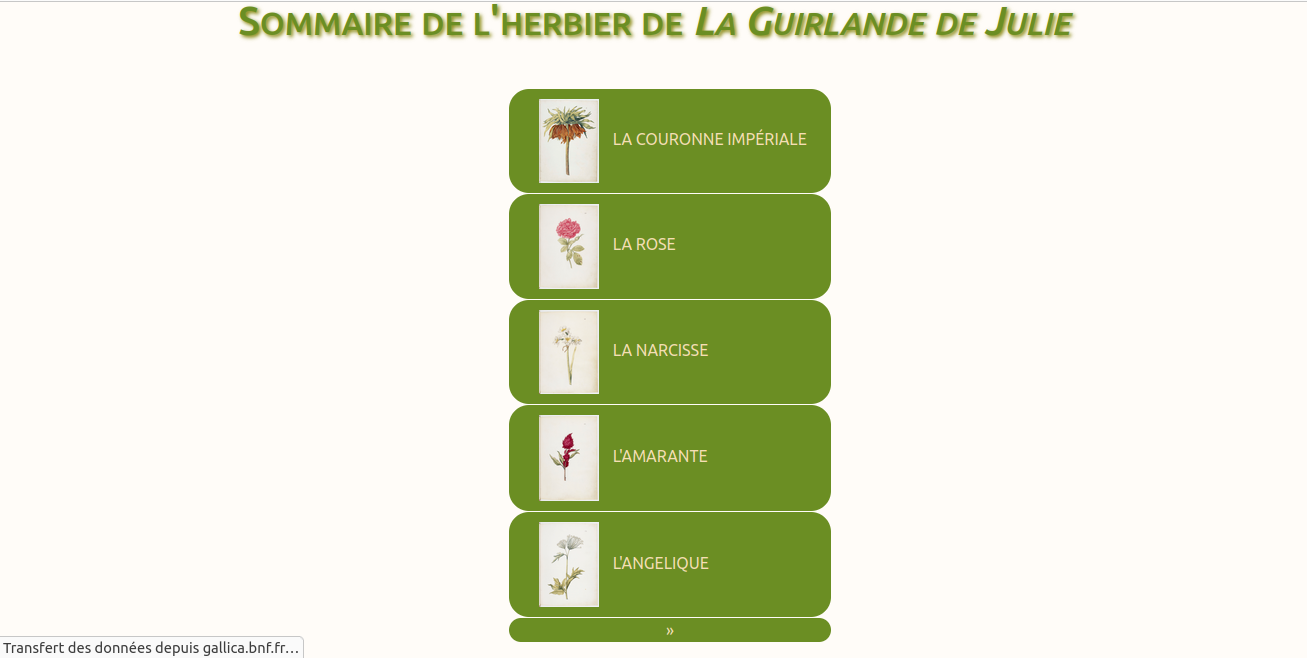 Sommaire de l'herbier de La Guirlande de Julie
LA COURONNE IMPÉRIALE
LA ROSE
LA NARCISSE
L'AMARANTE
L'ANGELIQUE
»
Transfert des données depuis gallica.bnf.fr…